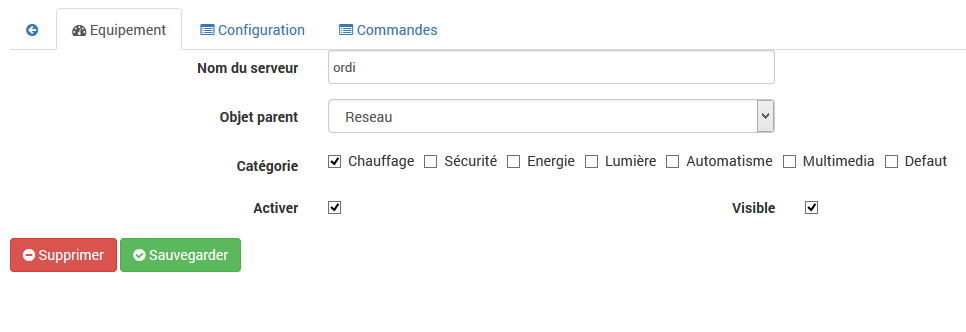 Equipement Configuration Commandes
Nom du serveur ordi
Objet parent Reseau
Catégorie Chauffage Sécurité Energie Lumière Automatisme Multimedia Defaut
Activer Visible
Supprimer Sauvegarder